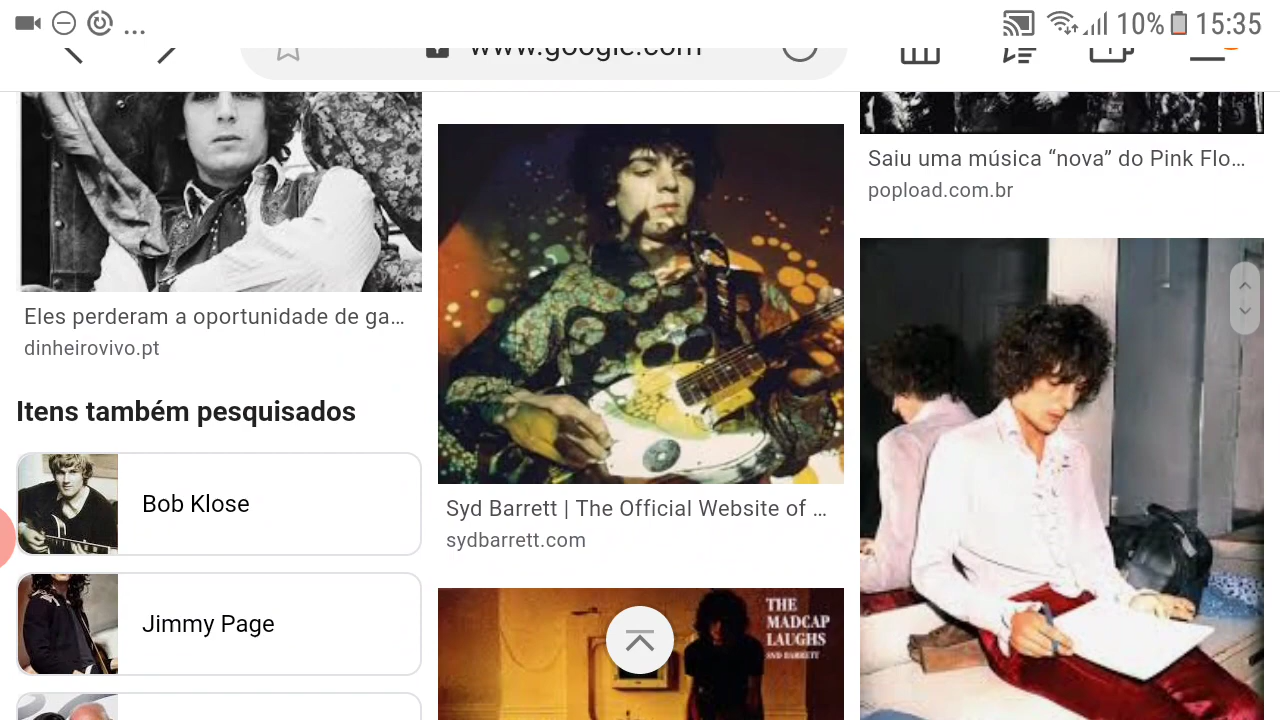 ... 10% 15:35
www.google.com
Eles perderam a oportunidade de ga...
dinheirovivo.pt
Itens também pesquisados
Bob Klose
Jimmy Page
Syd Barrett | The Official Website of ...
sydbarrett.com
THE
MADCAP
LAUGHS
SYD BARRETT
Saiu uma música “nova” do Pink Flo...
popload.com.br